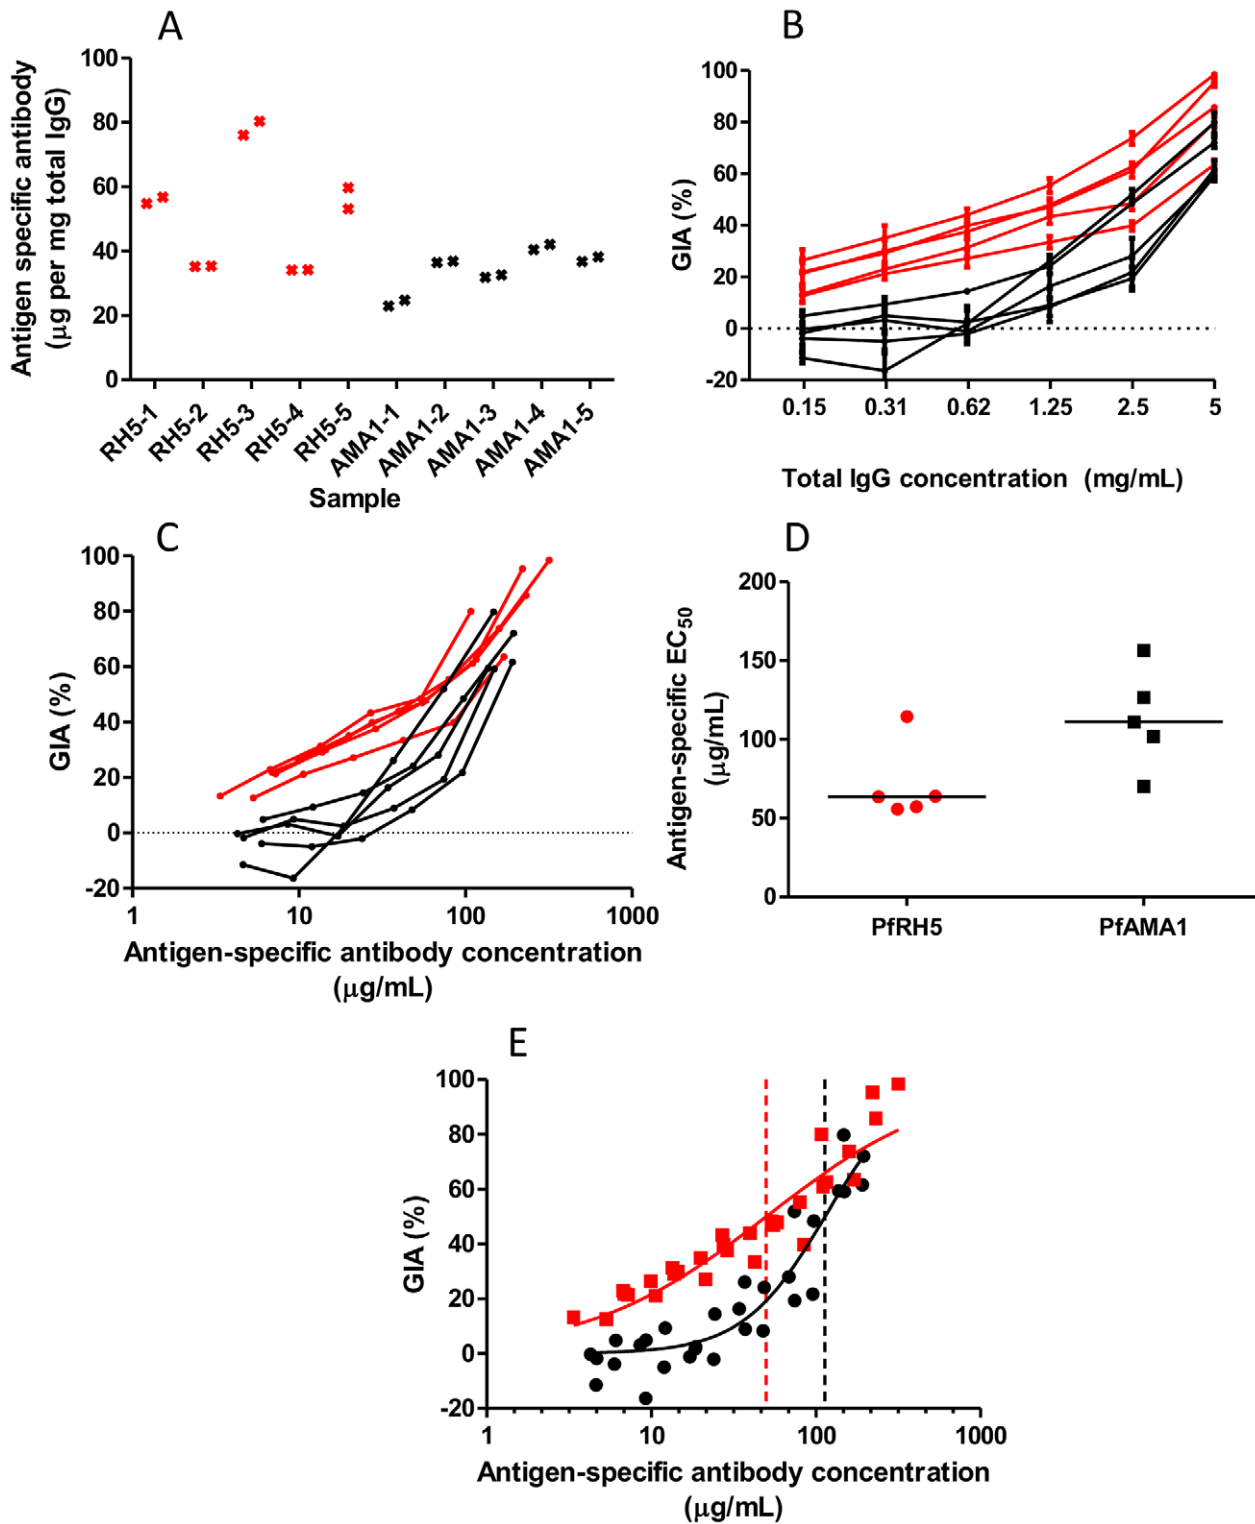 A
Antigen specific antibody
(μg per mg total IgG)
100
80
60
40
20
0
RH5-1
RH5-2
RH5-3
RH5-4
RH5-5
AMA1-1
AMA1-2
AMA1-3
AMA1-4
AMA1-5
Sample
B
GIA (%)
100
80
60
40
20
0
-20
0.15 0.31 0.62 1.25 2.5 5
Total IgG concentration (mg/mL)
C
GIA (%)
100
80
60
40
20
0
-20
1 10 100 1000
Antigen-specific antibody concentration
(μg/mL)
D
Antigen-specific EC50
(μg/mL)
200
150
100
50
0
PfRH5 PfAMA1
E
GIA (%)
100
80
60
40
20
0
-20
1 10 100 1000
Antigen-specific antibody concentration
(μg/mL)